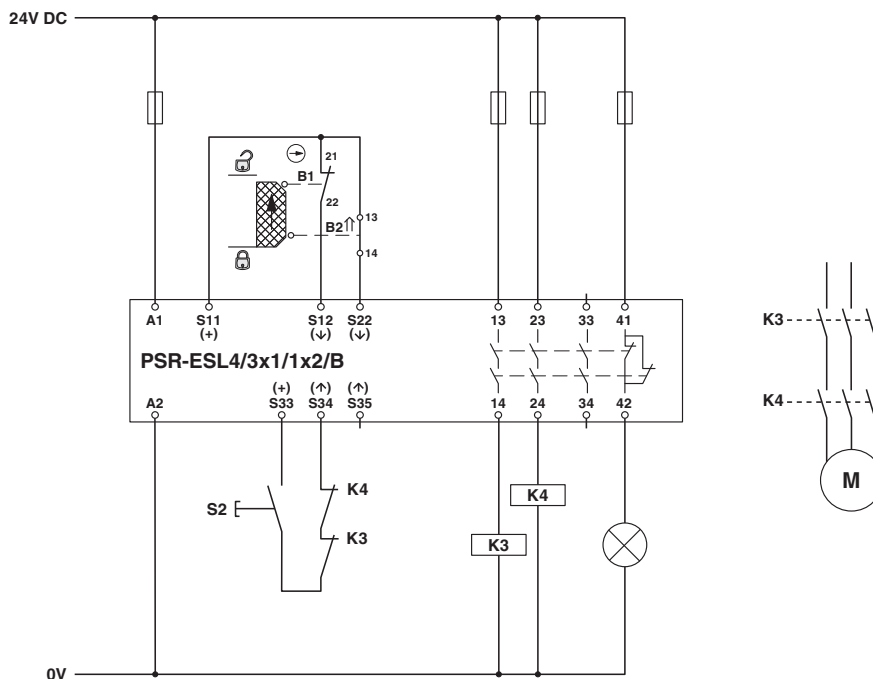 24V DC
21
B1
22
B2
13
14
A1 S11 S12 S22 13 23 33 41
(+) (↓) (↓)
PSR-ESL4/3x1/1x2/B
(+) (↑) (↑)
A2 S33 S34 S35 14 24 34 42
K3
K4
M
S2
K4
K3
K4
K3
0V